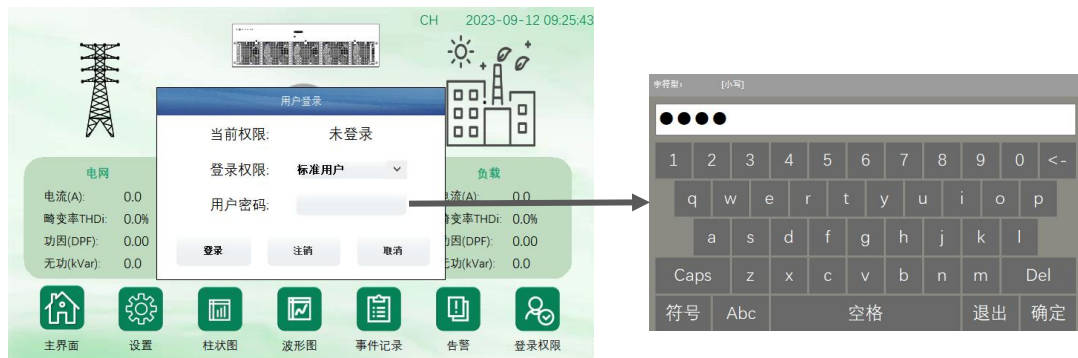 CH 2023-09-12 09:25:43
用户登录
当前权限: 未登录
登录权限: 标准用户
用户密码:
登录 注销 取消
电网
电流(A): 0.0
畸变率THDi: 0.0%
功因(DPF): 0.00
无功(kVar): 0.0
负载
电流(A): 0.0
变率THDi: 0.0%
因(DPF): 0.00
无功(kVar): 0.0
主界面 设置 柱状图 波形图 事件记录 告警 登录权限
字符型: [小写]
●●●●
1 2 3 4 5 6 7 8 9 0 <-
q w e r t y u i o p
a s d f g h j k l
Caps z x c v b n m Del
符号 Abc 空格 退出 确定